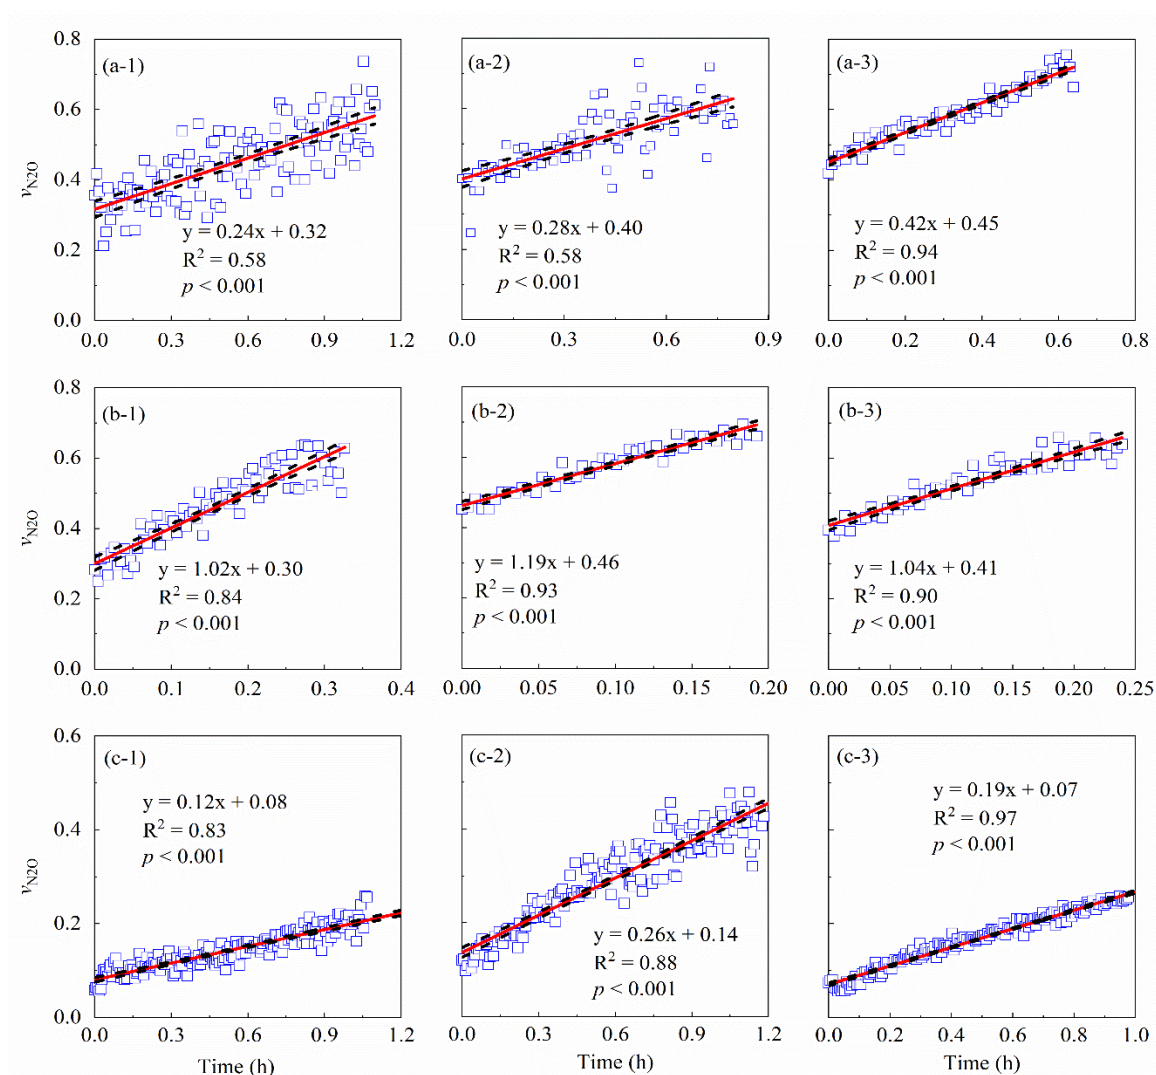 0.8
0.6
0.4
0.2
0.0
vN2O
(a-1)
y = 0.24x + 0.32
R² = 0.58
p < 0.001
0.0 0.3 0.6 0.9 1.2
(a-2)
y = 0.28x + 0.40
R² = 0.58
p < 0.001
0.0 0.3 0.6 0.9
(a-3)
y = 0.42x + 0.45
R² = 0.94
p < 0.001
0.0 0.2 0.4 0.6 0.8
0.8
0.6
0.4
0.2
0.0
vN2O
(b-1)
y = 1.02x + 0.30
R² = 0.84
p < 0.001
0.0 0.1 0.2 0.3 0.4
(b-2)
y = 1.19x + 0.46
R² = 0.93
p < 0.001
0.00 0.05 0.10 0.15 0.20
(b-3)
y = 1.04x + 0.41
R² = 0.90
p < 0.001
0.00 0.05 0.10 0.15 0.20 0.25
0.6
0.4
0.2
0.0
vN2O
(c-1)
y = 0.12x + 0.08
R² = 0.83
p < 0.001
0.0 0.3 0.6 0.9 1.2
Time (h)
(c-2)
y = 0.26x + 0.14
R² = 0.88
p < 0.001
0.0 0.3 0.6 0.9 1.2
Time (h)
(c-3)
y = 0.19x + 0.07
R² = 0.97
p < 0.001
0.0 0.2 0.4 0.6 0.8 1.0
Time (h)